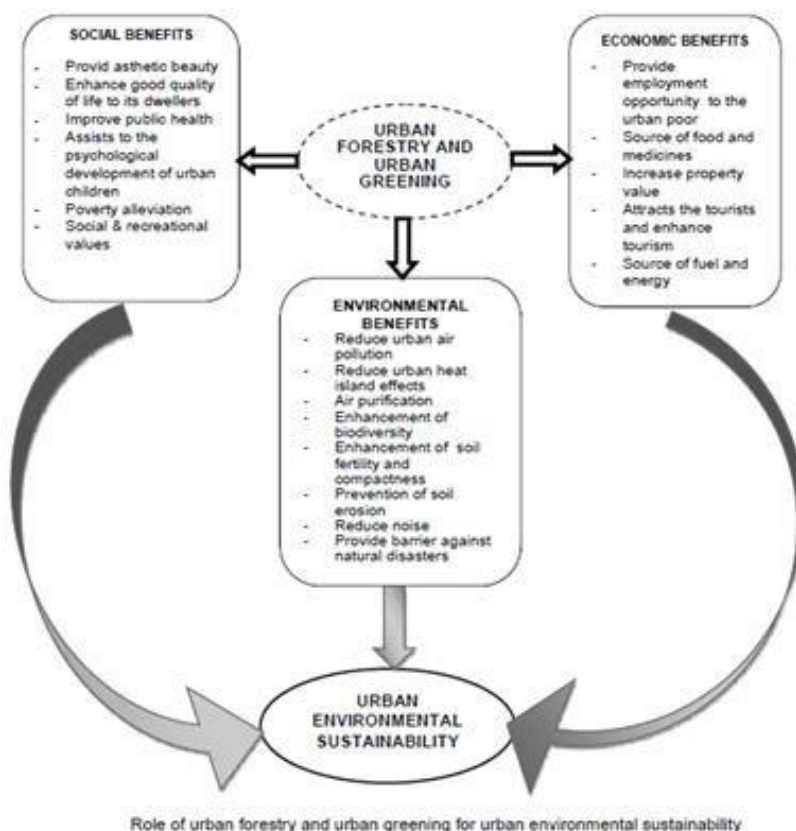 SOCIAL BENEFITS
- Provid asthetic beauty
- Enhance good quality
of life to its dwellers
- Improve public health
- Assists to the
psychological
development of urban
children
- Poverty alleviation
- Social & recreational
values
URBAN
FORESTRY AND
URBAN
GREENING
ECONOMIC BENEFITS
- Provide
employment
opportunity to the
urban poor
- Source of food and
medicines
- Increase property
value
- Attracts the tourists
and enhance
tourism
- Source of fuel and
energy
ENVIRONMENTAL
BENEFITS
- Reduce urban air
pollution
- Reduce urban heat
island effects
- Air purification
- Enhancement of
biodiversity
- Enhancement of soil
fertility and
compactness
- Prevention of soil
erosion
- Reduce noise
- Provide barrier against
natural disasters
URBAN
ENVIRONMENTAL
SUSTAINABILITY
Role of urban forestry and urban greening for urban environmental sustainability